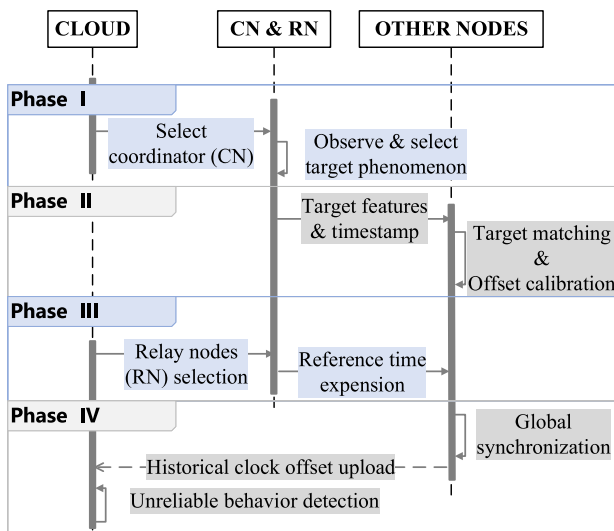 CLOUD
CN & RN
OTHER NODES
Phase I
Select
coordinator (CN)
Observe & select
target phenomenon
Phase II
Target features
& timestamp
Target matching
&
Offset calibration
Phase III
Relay nodes
(RN) selection
Reference time
expension
Phase IV
Global
synchronization
Historical clock offset upload
Unreliable behavior detection